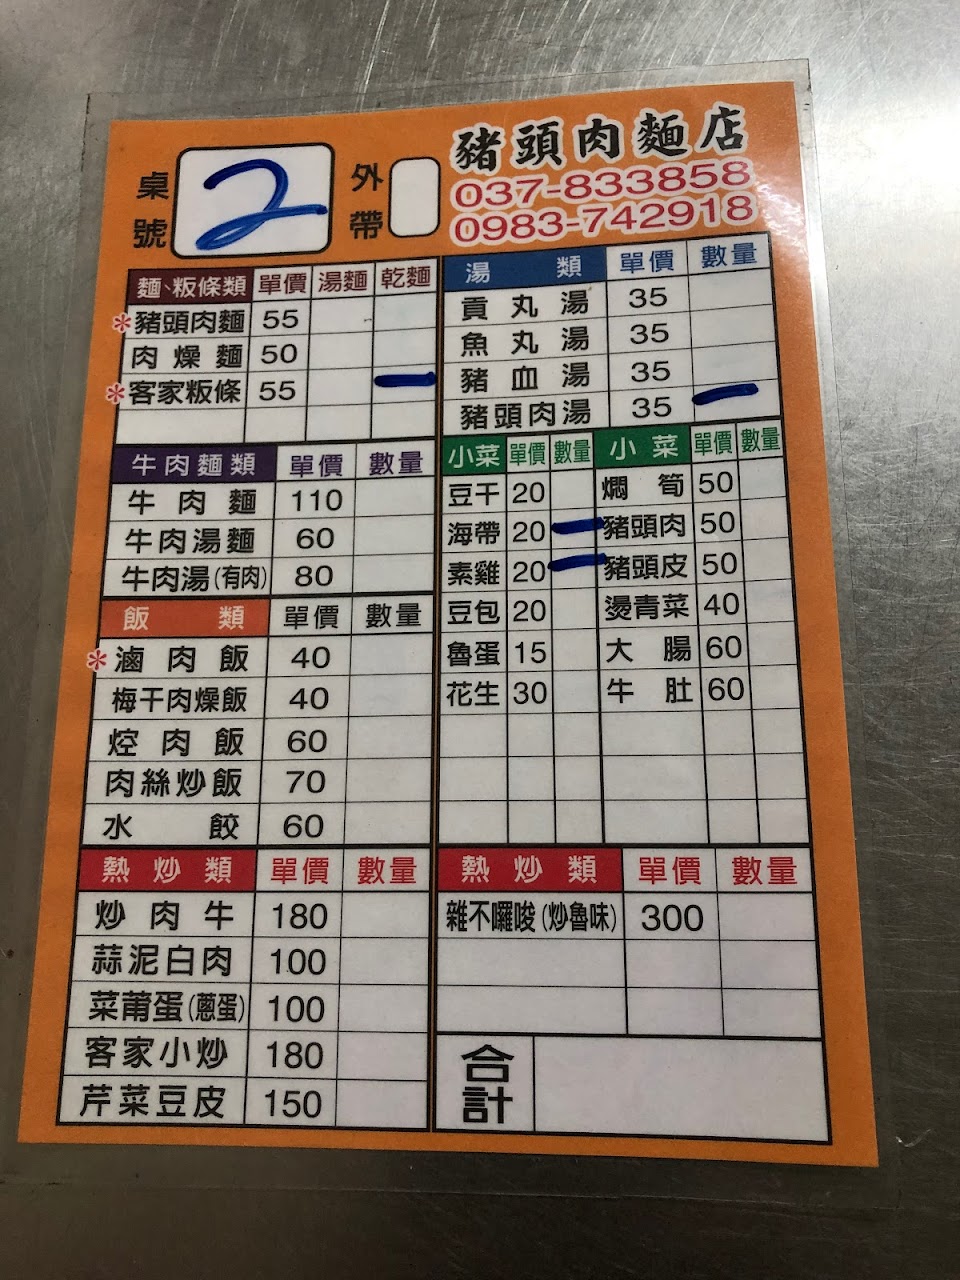 豬頭肉麵店
037-833858
0983-742918
桌號 2 外帶
麵、粄條類 單價 湯麵 乾麵
*豬頭肉麵 55
肉燥麵 50
*客家粄條 55 一
湯類 單價 數量
貢丸湯 35
魚丸湯 35
豬血湯 35
豬頭肉湯 35 一
牛肉麵類 單價 數量
牛肉麵 110
牛肉湯麵 60
牛肉湯(有肉) 80
飯類 單價 數量
*滷肉飯 40
梅干肉燥飯 40
焢肉飯 60
肉絲炒飯 70
水餃 60
小菜 單價 數量
豆干 20
海帶 20 一
素雞 20 一
豆包 20
魯蛋 15
花生 30
小菜 單價 數量
燜筍 50
豬頭肉 50
豬頭皮 50
燙青菜 40
大腸 60
牛肚 60
熱炒類 單價 數量
炒肉牛 180
蒜泥白肉 100
菜莆蛋(蔥蛋) 100
客家小炒 180
芹菜豆皮 150
熱炒類 單價 數量
雜不囉唆(炒魯味) 300
合計